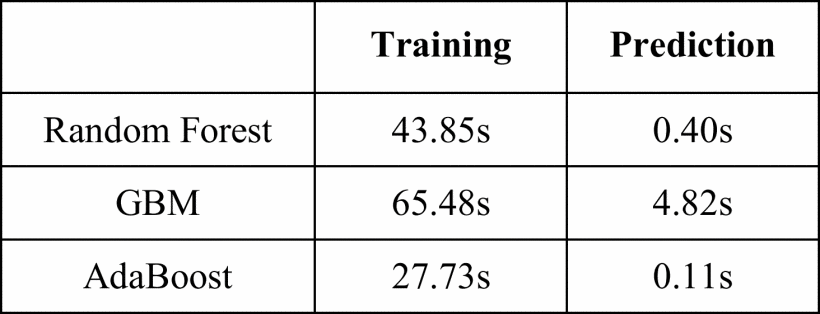 Training Prediction
Random Forest 43.85s 0.40s
GBM 65.48s 4.82s
AdaBoost 27.73s 0.11s